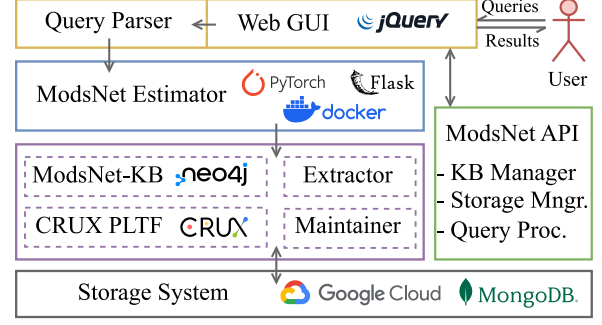 Query Parser
Web GUI
jQuery
Queries
Results
User
ModsNet Estimator
PyTorch
Flask
docker
ModsNet API
- KB Manager
- Storage Mngr.
- Query Proc.
ModsNet-KB
neo4j
Extractor
CRUX PLTF
CRUX
Maintainer
Storage System
Google Cloud
MongoDB.